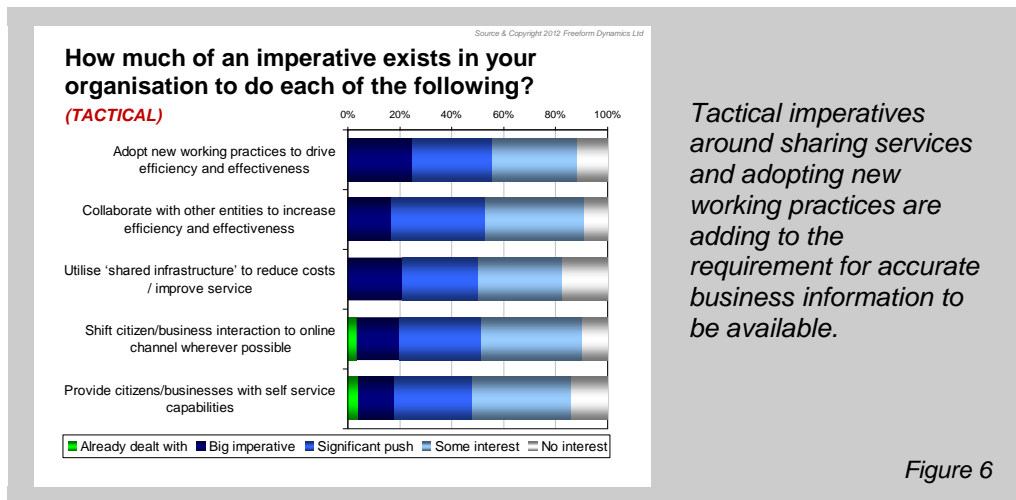 Source & Copyright 2012 Freeform Dynamics Ltd
How much of an imperative exists in your
organisation to do each of the following?
(TACTICAL)
0% 20% 40% 60% 80% 100%
Adopt new working practices to drive
efficiency and effectiveness
Collaborate with other entities to increase
efficiency and effectiveness
Utilise ‘shared infrastructure’ to reduce costs
/ improve service
Shift citizen/business interaction to online
channel wherever possible
Provide citizens/businesses with self service
capabilities
Already dealt with Big imperative Significant push Some interest No interest
Tactical imperatives
around sharing services
and adopting new
working practices are
adding to the
requirement for accurate
business information to
be available.
Figure 6